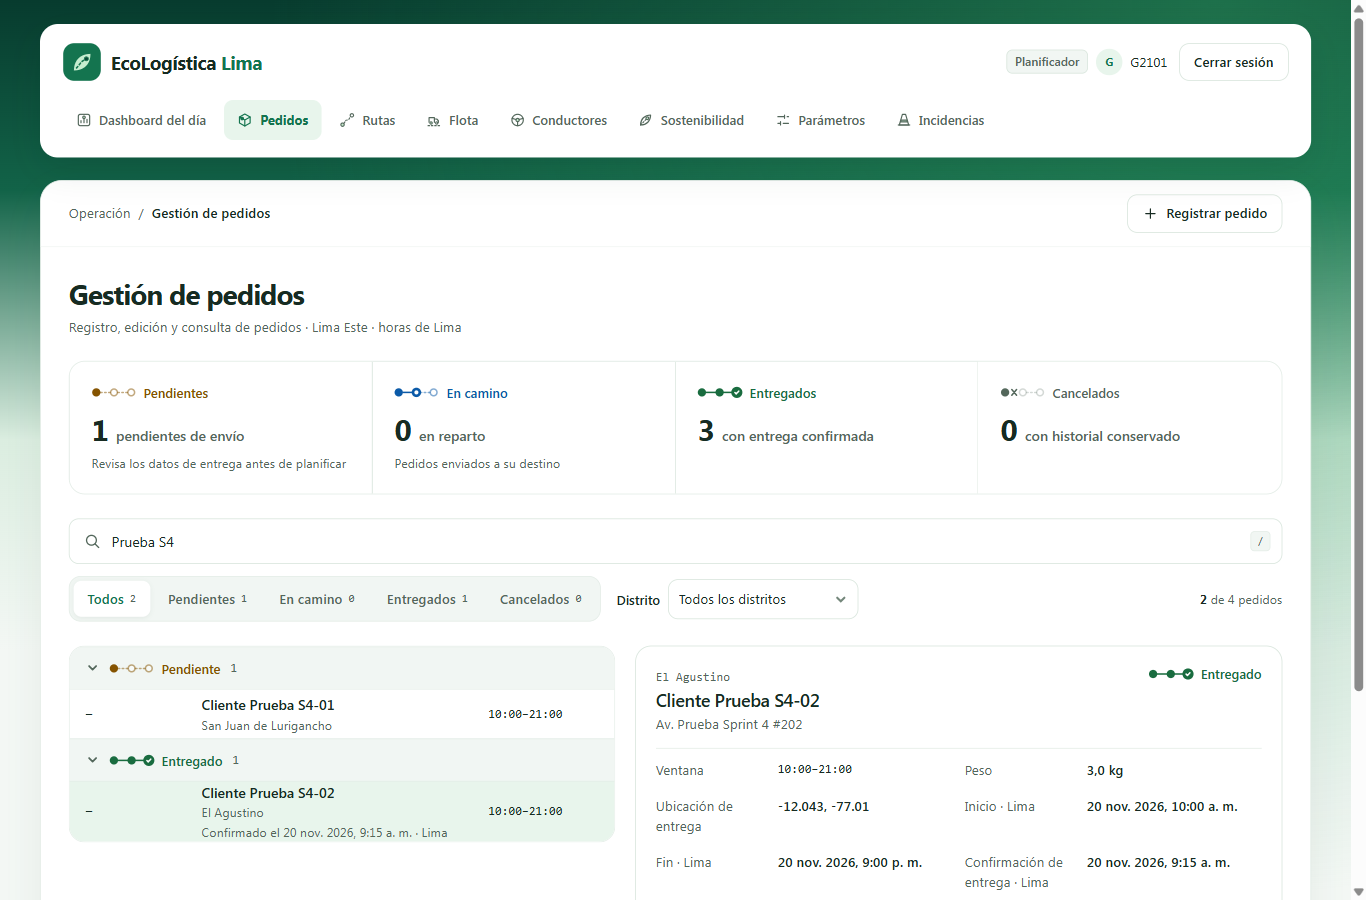 EcoLogística Lima
Planificador
G
G2101
Cerrar sesión
Dashboard del día
Pedidos
Rutas
Flota
Conductores
Sostenibilidad
Parámetros
Incidencias
Operación / Gestión de pedidos
+ Registrar pedido
Gestión de pedidos
Registro, edición y consulta de pedidos · Lima Este · horas de Lima
Pendientes
1 pendientes de envío
Revisa los datos de entrega antes de planificar
En camino
0 en reparto
Pedidos enviados a su destino
Entregados
3 con entrega confirmada
Cancelados
0 con historial conservado
Prueba S4
/
Todos 2
Pendientes 1
En camino 0
Entregados 1
Cancelados 0
Distrito
Todos los distritos
2 de 4 pedidos
Pendiente 1
–
Cliente Prueba S4-01
San Juan de Lurigancho
10:00–21:00
Entregado 1
–
Cliente Prueba S4-02
El Agustino
Confirmado el 20 nov. 2026, 9:15 a. m. · Lima
10:00–21:00
El Agustino
Entregado
Cliente Prueba S4-02
Av. Prueba Sprint 4 #202
Ventana
10:00–21:00
Peso
3,0 kg
Ubicación de entrega
-12.043, -77.01
Inicio · Lima
20 nov. 2026, 10:00 a. m.
Fin · Lima
20 nov. 2026, 9:00 p. m.
Confirmación de entrega · Lima
20 nov. 2026, 9:15 a. m.